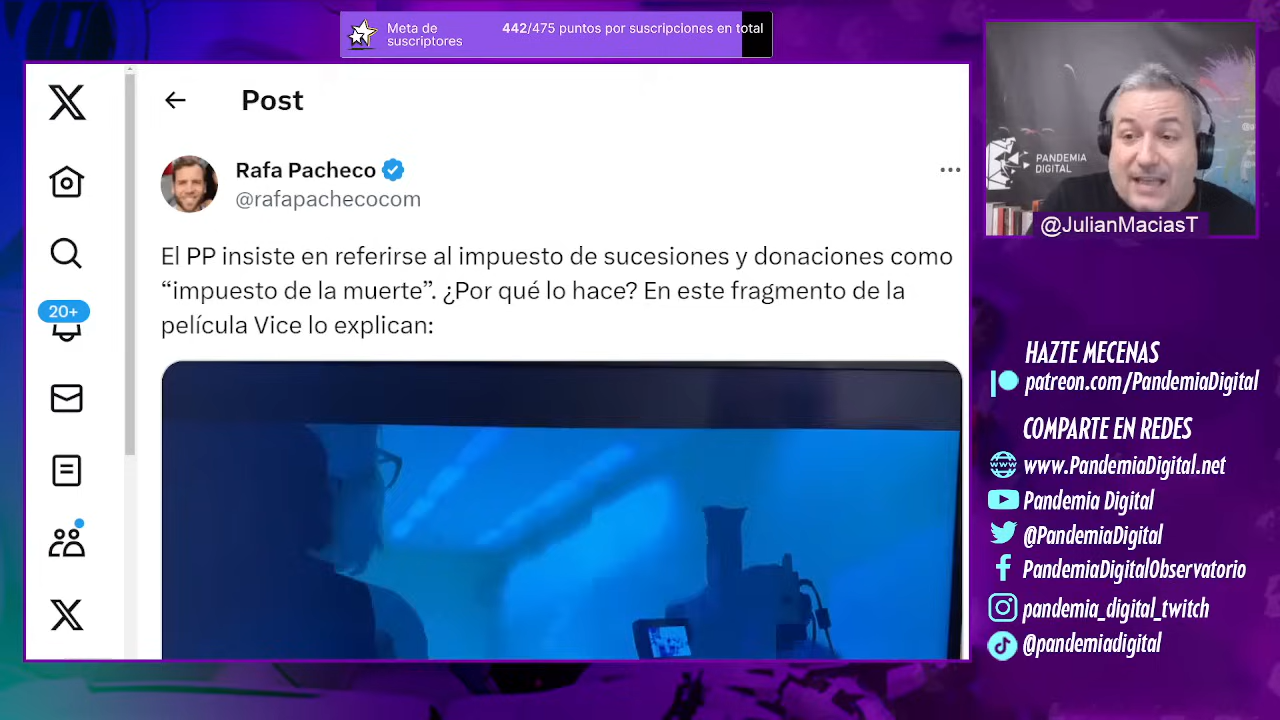 Meta de
suscriptores
442/475 puntos por suscripciones en total
Post
Rafa Pacheco
@rafapachecocom
El PP insiste en referirse al impuesto de sucesiones y donaciones como
“impuesto de la muerte”. ¿Por qué lo hace? En este fragmento de la
película Vice lo explican:
20+
PANDEMIA
DIGITAL
@JulianMaciasT
HAZTE MECENAS
patreon.com/PandemiaDigital
COMPARTE EN REDES
www.PandemiaDigital.net
Pandemia Digital
@PandemiaDigital
PandemiaDigitalObservatorio
pandemia_digital_twitch
@pandemiadigital